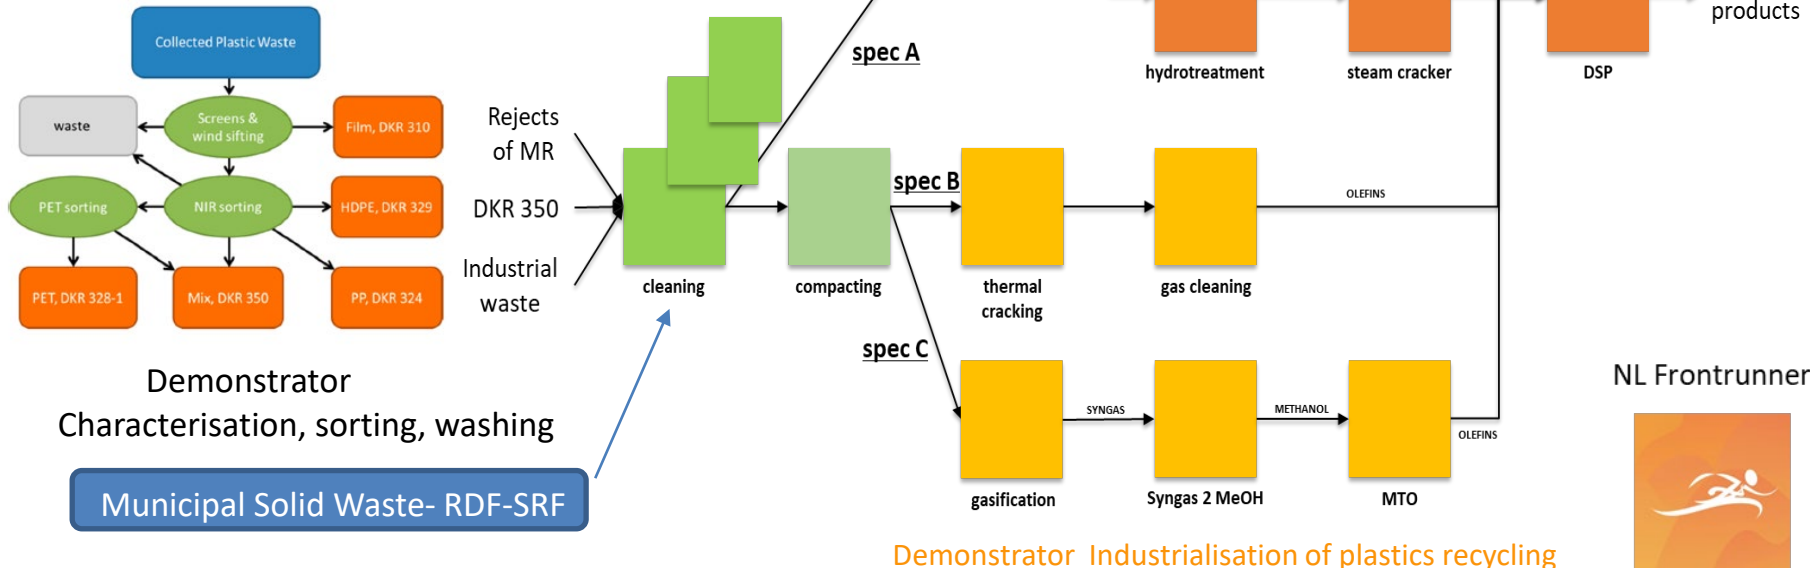 Collected Plastic Waste
waste
Screens &
wind sifting
Film, DKR 310
PET sorting
NIR sorting
HDPE, DKR 329
PET, DKR 328-1
Mix, DKR 350
PP, DKR 324
Demonstrator
Characterisation, sorting, washing
Municipal Solid Waste- RDF-SRF
Rejects
of MR
DKR 350
Industrial
waste
cleaning
compacting
spec A
spec B
spec C
hydrotreatment
steam cracker
DSP
products
thermal
cracking
gas cleaning
OLEFINS
gasification
SYNGAS
Syngas 2 MeOH
METHANOL
MTO
OLEFINS
Demonstrator Industrialisation of plastics recycling
NL Frontrunner